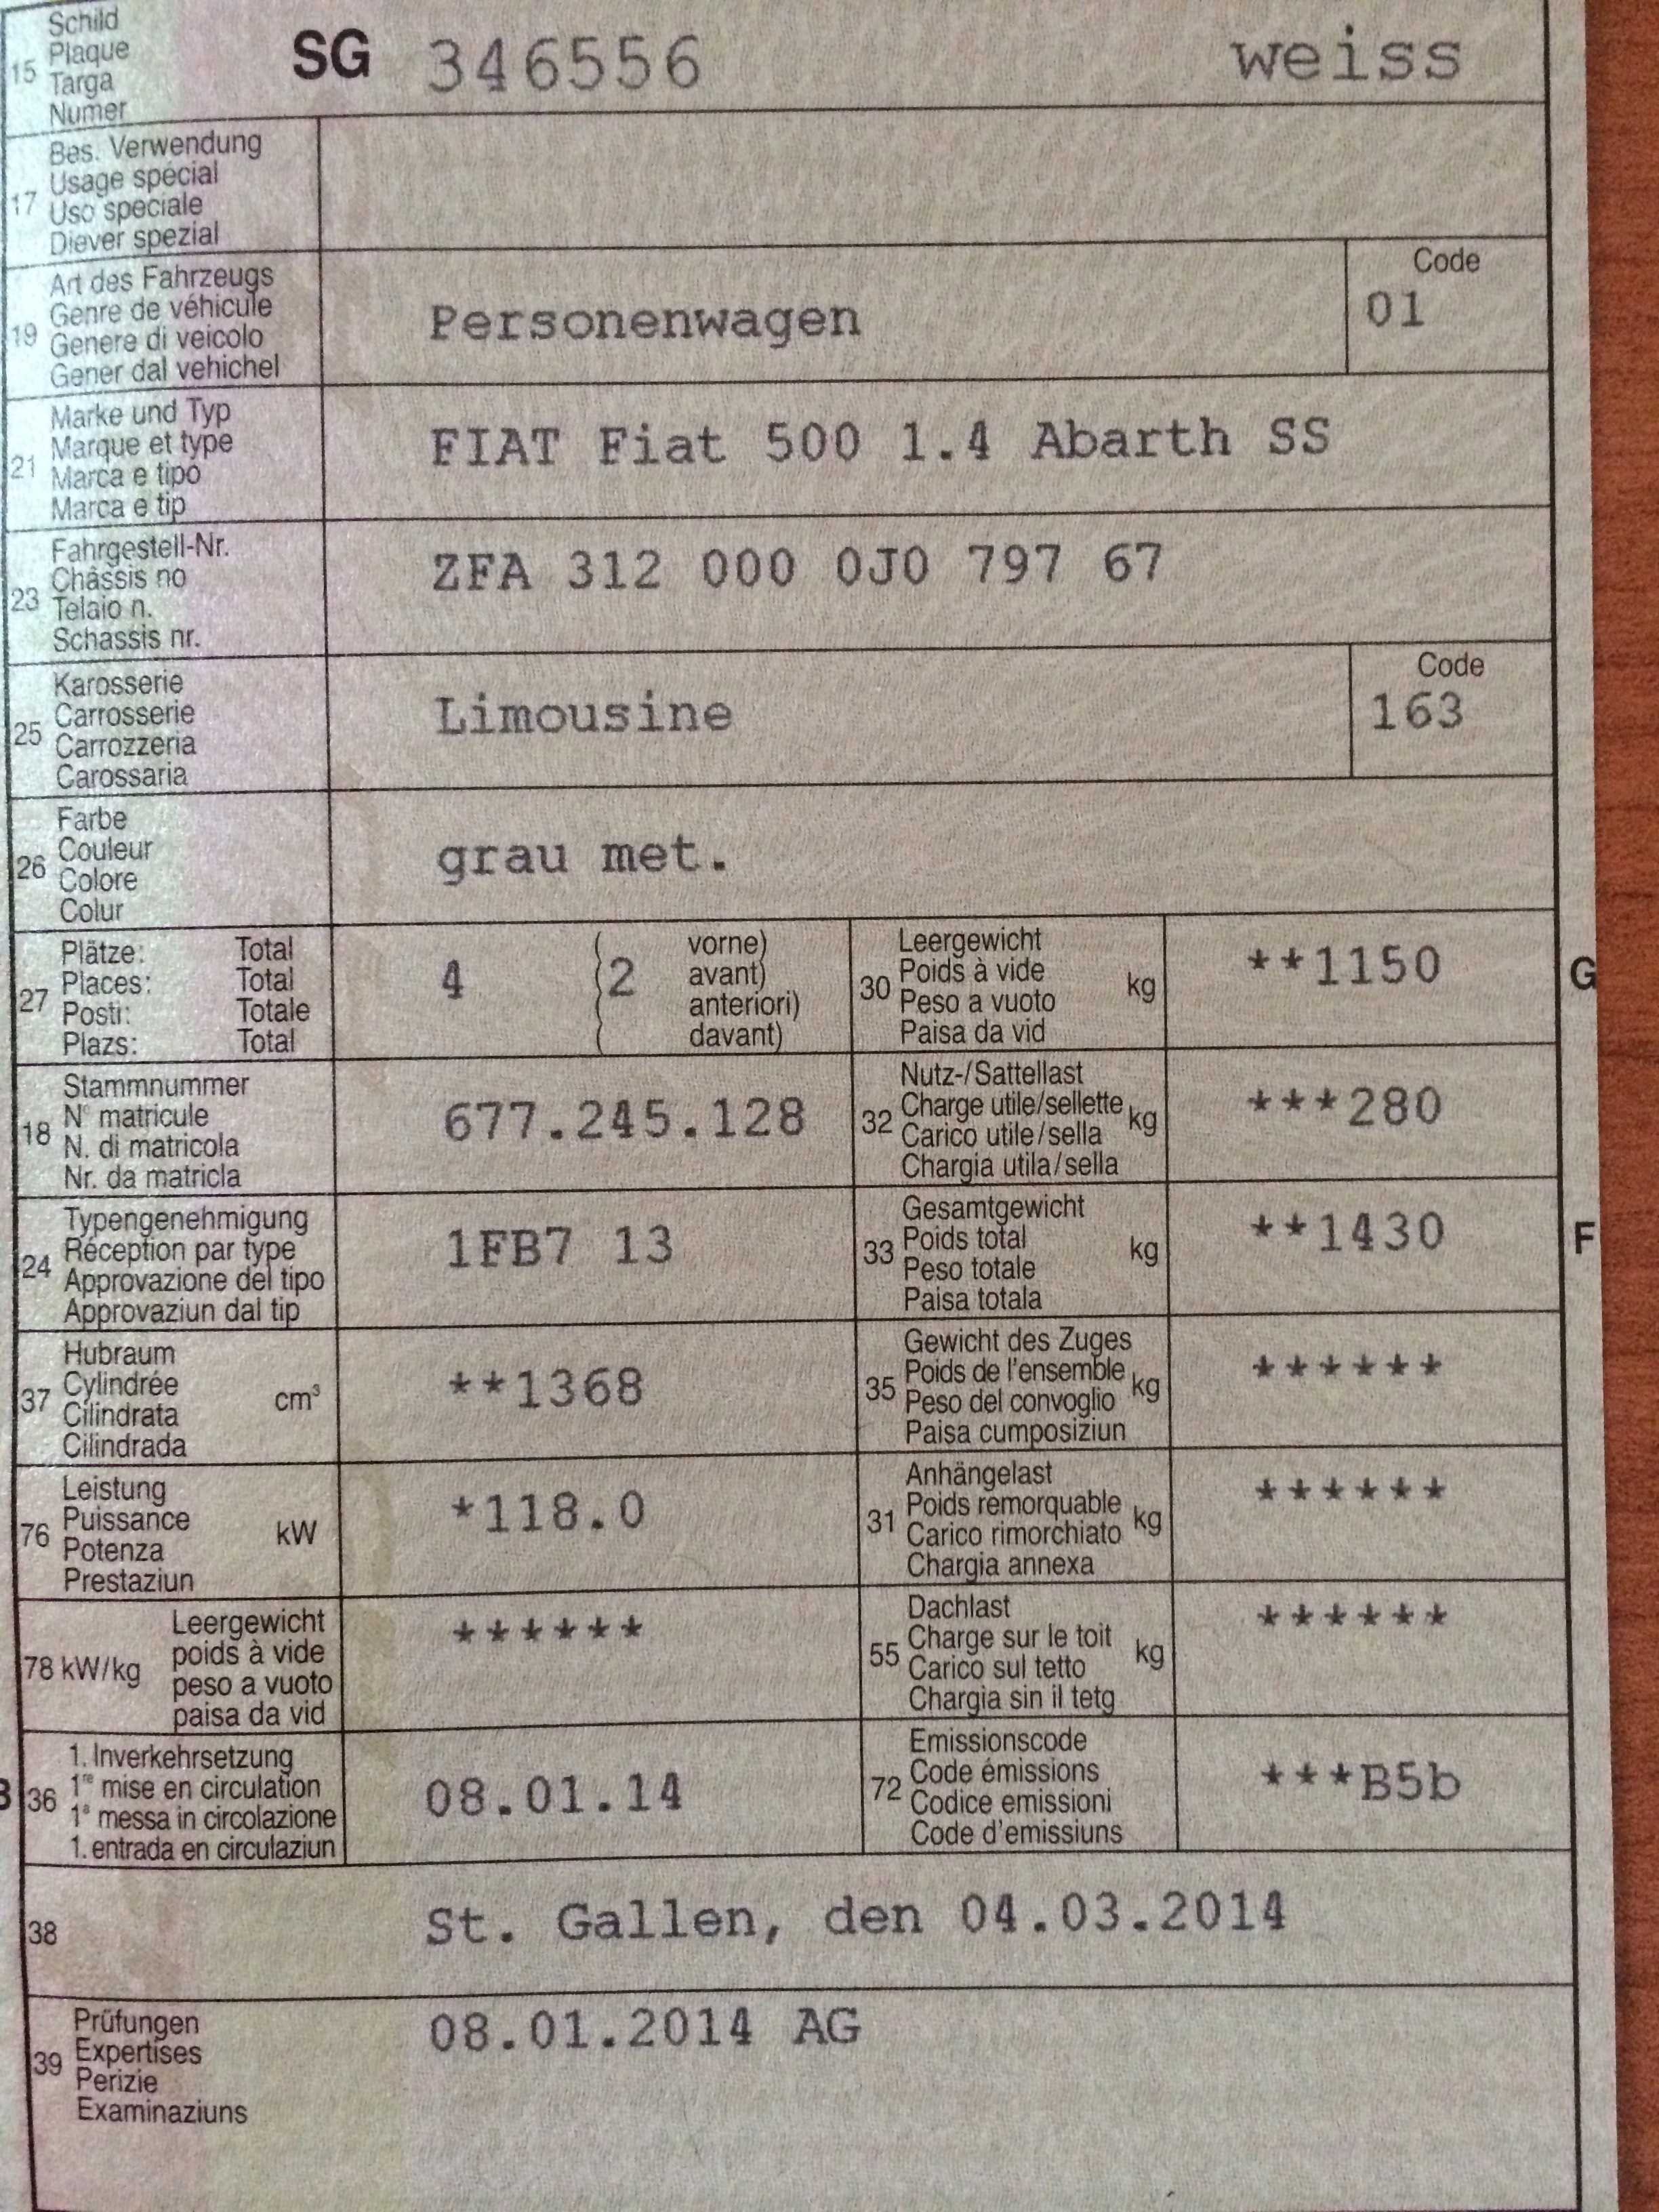 15 Schild
Plaque
Targa
Numer
SG 346556 weiss
17 Bes. Verwendung
Usage spécial
Uso speciale
Diever spezial
19 Art des Fahrzeugs
Genre de véhicule
Genere di veicolo
Gener dal vehichel
Personenwagen
Code
01
21 Marke und Typ
Marque et type
Marca e tipo
Marca e tip
FIAT Fiat 500 1.4 Abarth SS
23 Fahrgestell-Nr.
Châssis no
Telaio n.
Schassis nr.
ZFA 312 000 0J0 797 67
25 Karosserie
Carrosserie
Carrozzeria
Carossaria
Limousine
Code
163
26 Farbe
Couleur
Colore
Colur
grau met.
27 Plätze: Total
Places: Total
Posti: Totale
Plazs: Total
4 (2 vorne)
avant)
anteriori)
davant)
30 Leergewicht
Poids à vide
Peso a vuoto
Paisa da vid
kg
**1150
G
18 Stammnummer
N° matricule
N. di matricola
Nr. da matricla
677.245.128
32 Nutz-/Sattellast
Charge utile/sellette
Carico utile/sella
Chargia utila/sella
kg
***280
24 Typengenehmigung
Réception par type
Approvazione del tipo
Approvaziun dal tip
1FB7 13
33 Gesamtgewicht
Poids total
Peso totale
Paisa totala
kg
**1430
F
37 Hubraum
Cylindrée
Cilindrata
Cilindrada
cm³
**1368
35 Gewicht des Zuges
Poids de l'ensemble
Peso del convoglio
Paisa cumposiziun
kg
******
76 Leistung
Puissance
Potenza
Prestaziun
kW
*118.0
31 Anhängelast
Poids remorquable
Carico rimorchiato
Chargia annexa
kg
******
78 kW/kg
Leergewicht
poids à vide
peso a vuoto
paisa da vid
******
55 Dachlast
Charge sur le toit
Carico sul tetto
Chargia sin il tetg
kg
******
B 36 1. Inverkehrsetzung
1re mise en circulation
1a messa in circolazione
1. entrada en circulaziun
08.01.14
72 Emissionscode
Code émissions
Codice emissioni
Code d'emissiuns
***B5b
38 St. Gallen, den 04.03.2014
39 Prüfungen
Expertises
Perizie
Examinaziuns
08.01.2014 AG